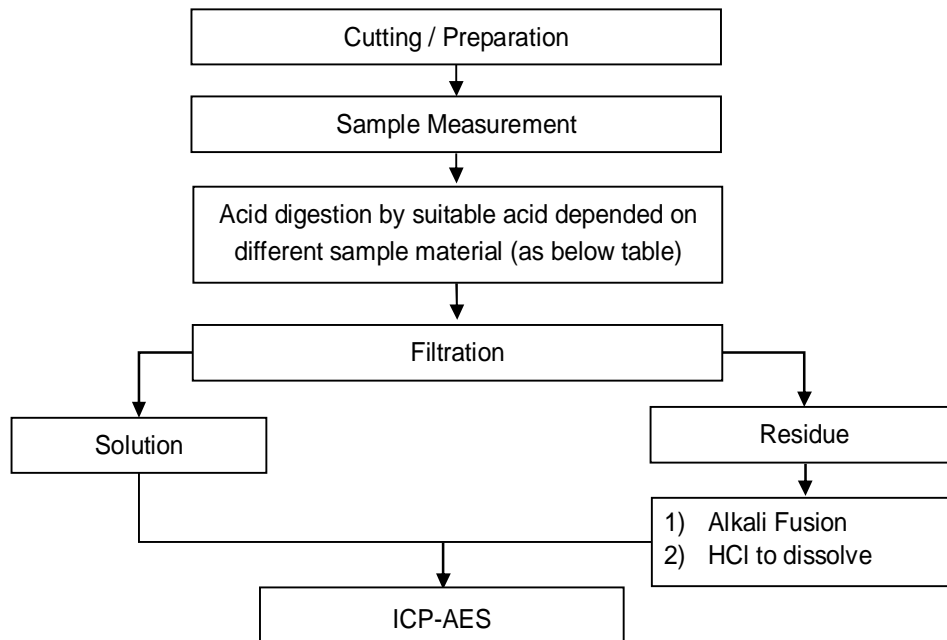 Cutting / Preparation
Sample Measurement
Acid digestion by suitable acid depended on
different sample material (as below table)
Filtration
Solution
Residue
1) Alkali Fusion
2) HCl to dissolve
ICP-AES